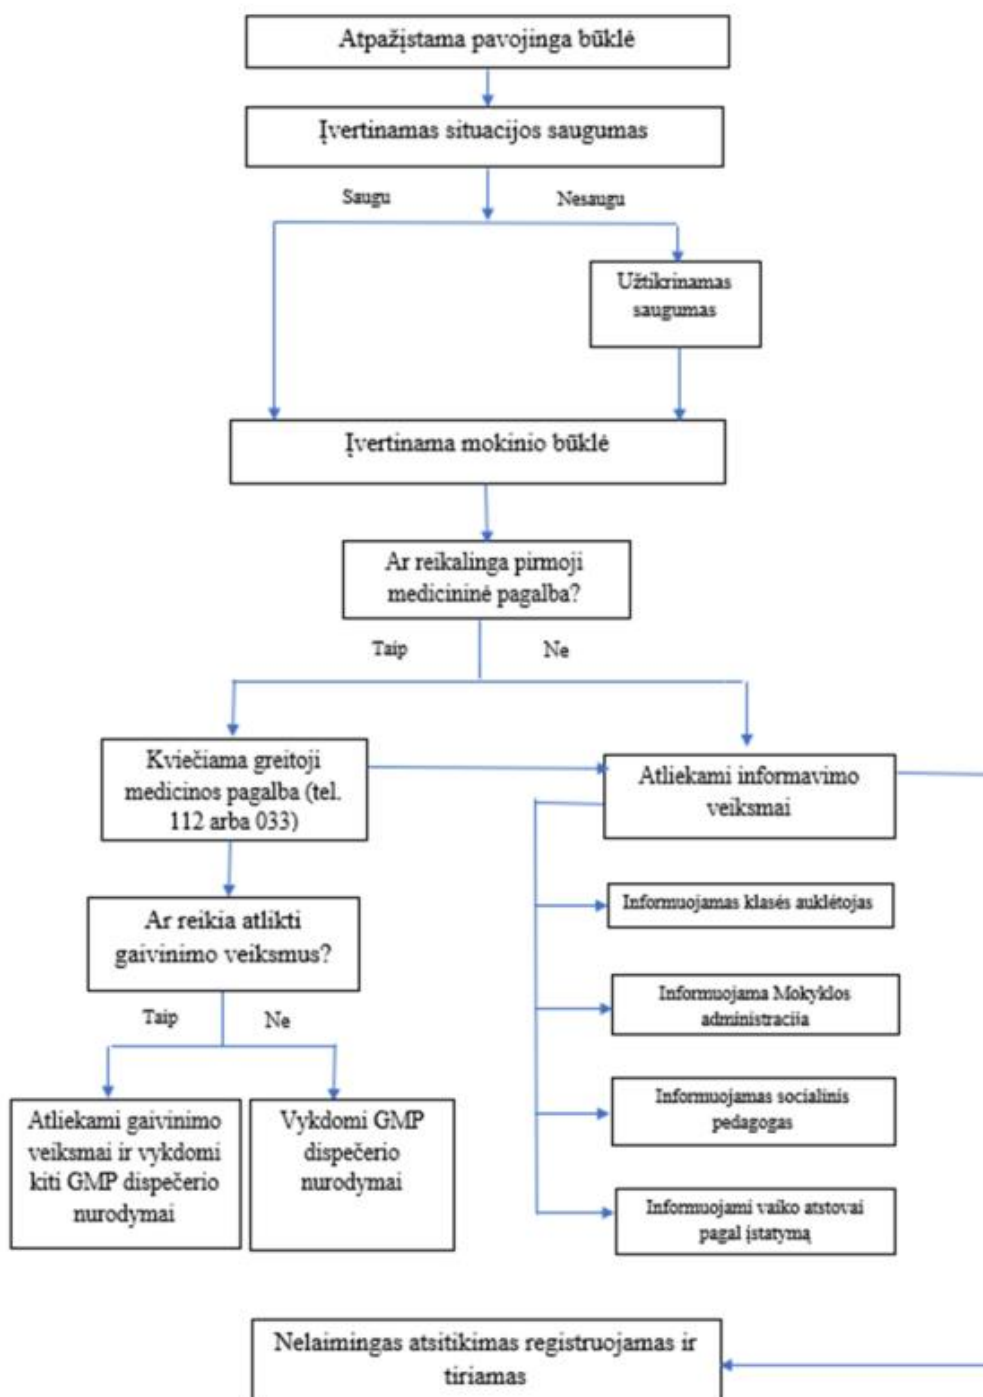 Atpažįstama pavojinga būklė
Įvertinamas situacijos saugumas
Saugu
Nesaugu
Užtikrinamas
saugumas
Įvertinama mokinio būklė
Ar reikalinga pirmoji
medicininė pagalba?
Taip
Ne
Kviečiama greitoji
medicinos pagalba (tel.
112 arba 033)
Atliekami informavimo
veiksmai
Ar reikia atlikti
gaivinimo veiksmus?
Informuojamas klasės auklėtojas
Taip
Ne
Informuojama Mokyklos
administracija
Atliekami gaivinimo
veiksmai ir vykdomi
kiti GMP dispečerio
nurodymai
Vykdomi GMP
dispečerio
nurodymai
Informuojamas socialinis
pedagogas
Informuojami vaiko atstovai
pagal įstatymą
Nelaimingas atsitikimas registruojamas ir
tiriamas